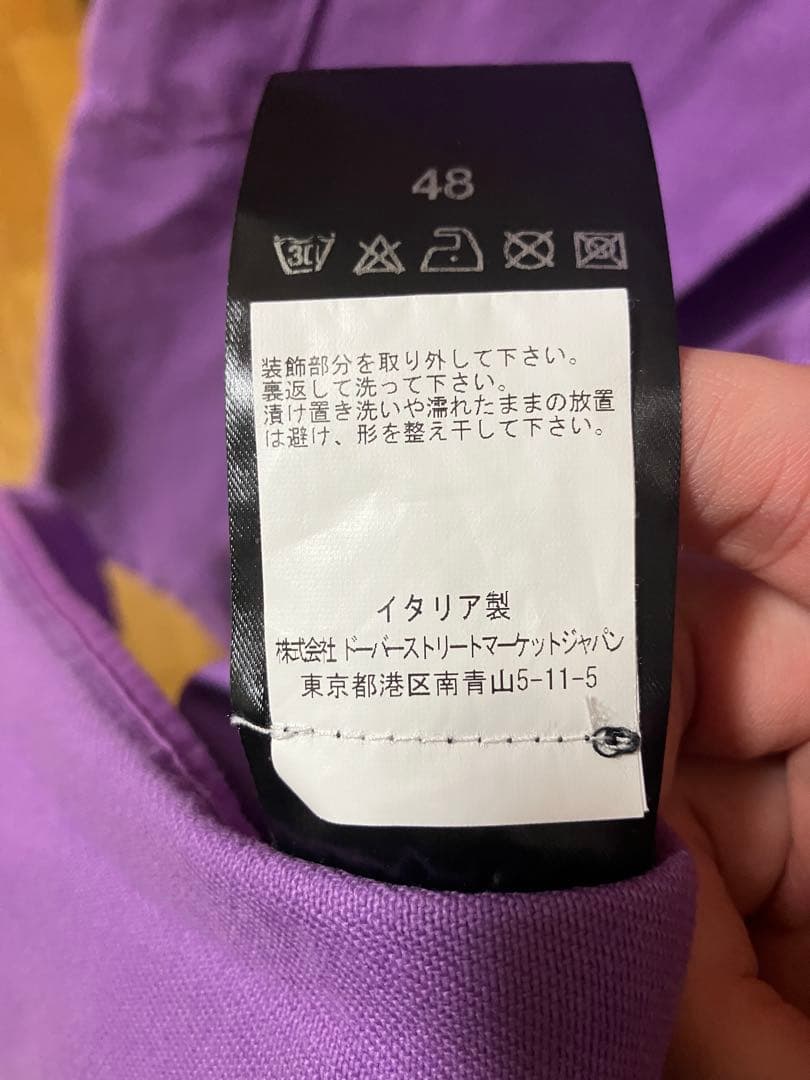 48
30
装飾部分を取り外して下さい。
裏返して洗って下さい。
漬け置き洗いや濡れたままの放置
は避け、形を整え干して下さい。
イタリア製
株式会社 ドーバーストリートマーケットジャパン
東京都港区南青山5-11-5